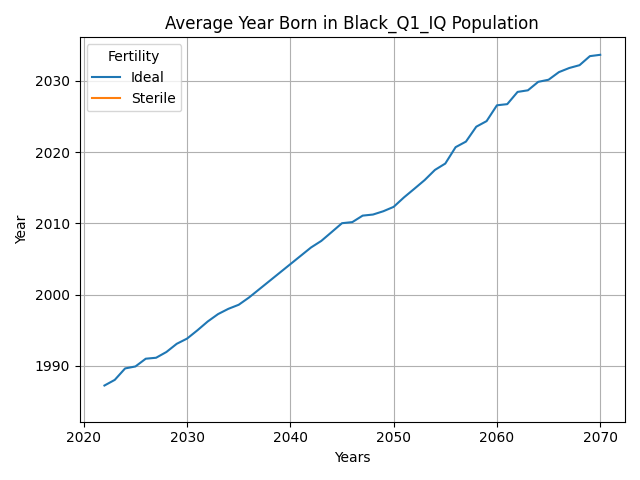 Average Year Born in Black_Q1_IQ Population
Fertility
Ideal
Sterile
Year
2030
2020
2010
2000
1990
2020 2030 2040 2050 2060 2070
Years